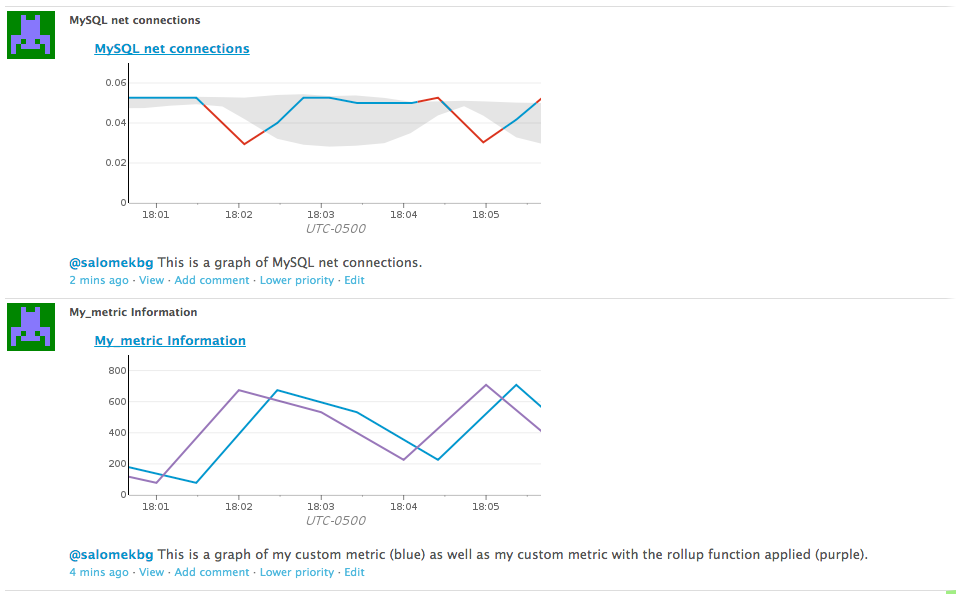 MySQL net connections
MySQL net connections
0.06
0.04
0.02
0
18:01 18:02 18:03 18:04 18:05
UTC-0500
@salomekbg This is a graph of MySQL net connections.
2 mins ago · View · Add comment · Lower priority · Edit
My_metric Information
My_metric Information
800
600
400
200
0
18:01 18:02 18:03 18:04 18:05
UTC-0500
@salomekbg This is a graph of my custom metric (blue) as well as my custom metric with the rollup function applied (purple).
4 mins ago · View · Add comment · Lower priority · Edit